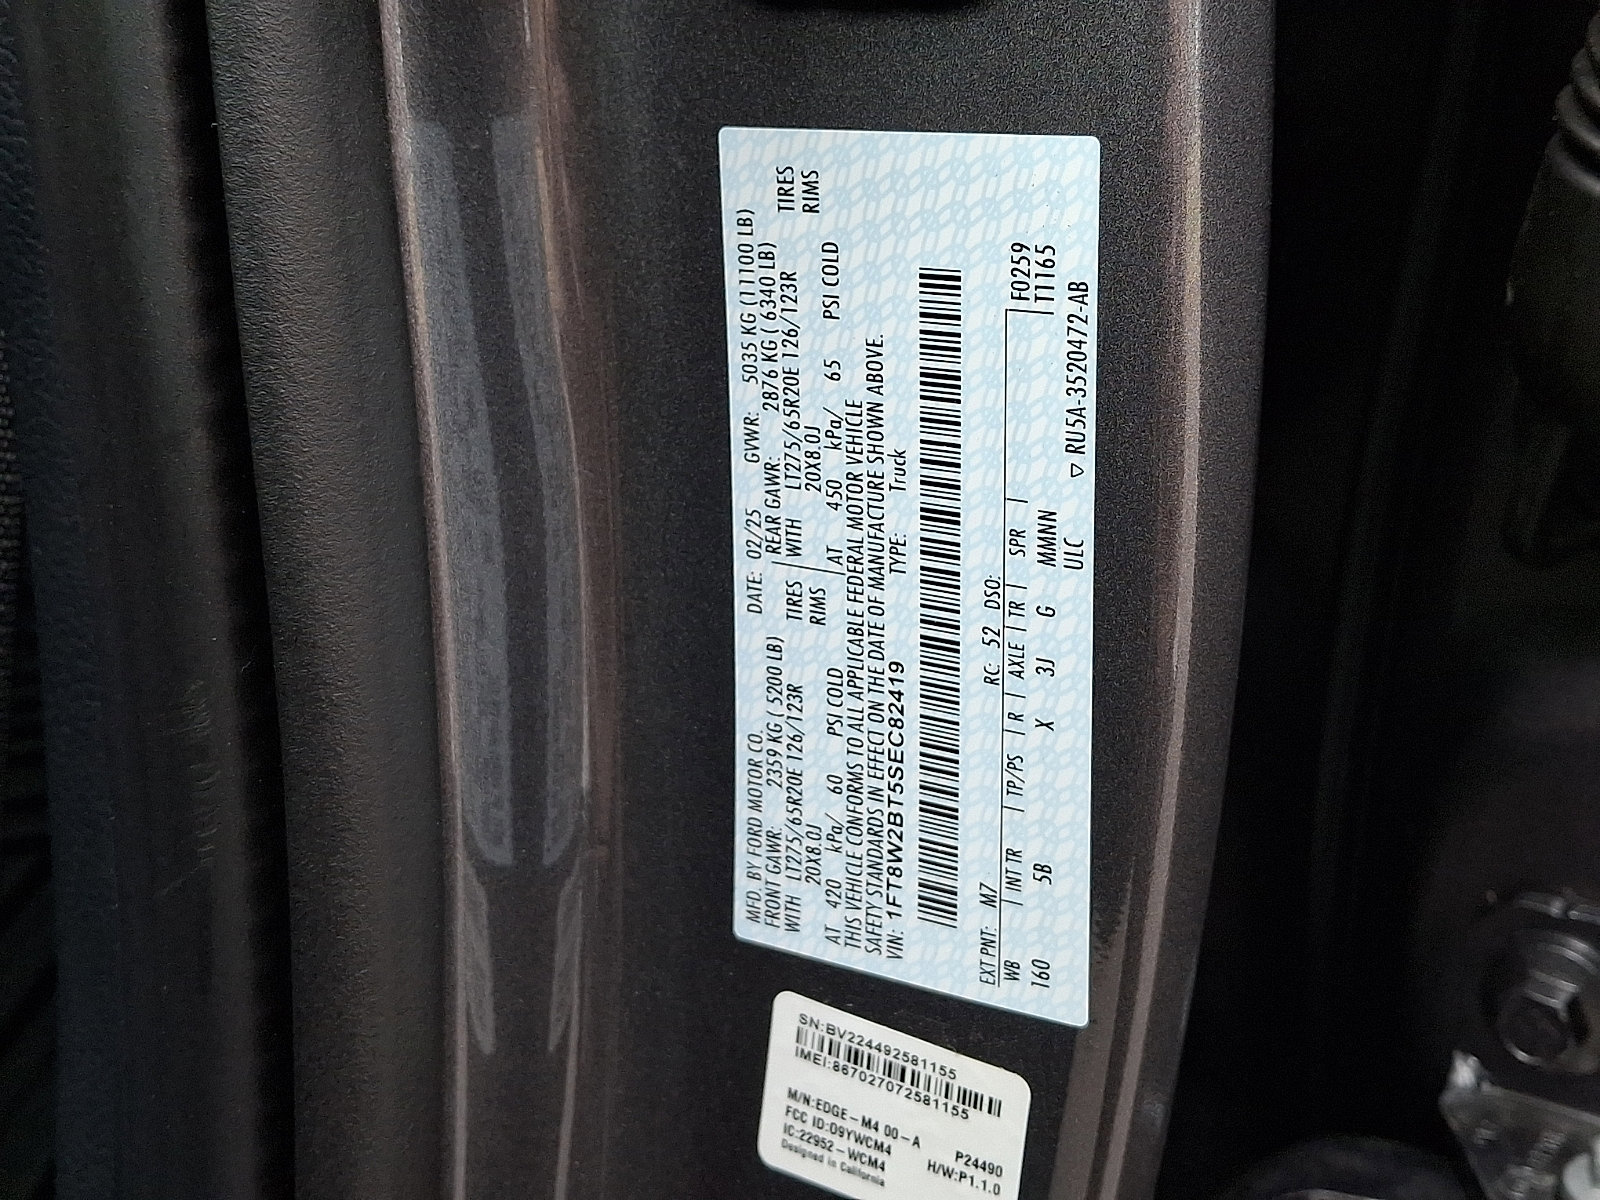 MFD. BY FORD MOTOR CO. DATE: 02/25 GVWR: 5035 KG (11100 LB)
FRONT GAWR: 2359 KG ( 5200 LB) REAR GAWR: 2876 KG ( 6340 LB)
WITH LT275/65R20E 126/123R TIRES WITH LT275/65R20E 126/123R TIRES
20X8.0J RIMS 20X8.0J RIMS
AT 420 kPa/ 60 PSI COLD AT 450 kPa/ 65 PSI COLD
THIS VEHICLE CONFORMS TO ALL APPLICABLE FEDERAL MOTOR VEHICLE
SAFETY STANDARDS IN EFFECT ON THE DATE OF MANUFACTURE SHOWN ABOVE.
VIN: 1FT8W2BT5SEC82419 TYPE: Truck
EXT PNT: M7 RC: 52 DSO:
WB | INT TR | TP/PS | R | AXLE | TR | SPR | F0259
160 5B X 3J G MMNN T1165
ULC ▽ RU5A-3520472-AB
SN:BV224492581155
IMEI:867027072581155
M/N:EDGE-M4 00-A
FCC ID:O9YWCM4 P24490
IC:22952-WCM4 H/W:P1.1.0
Designed in California